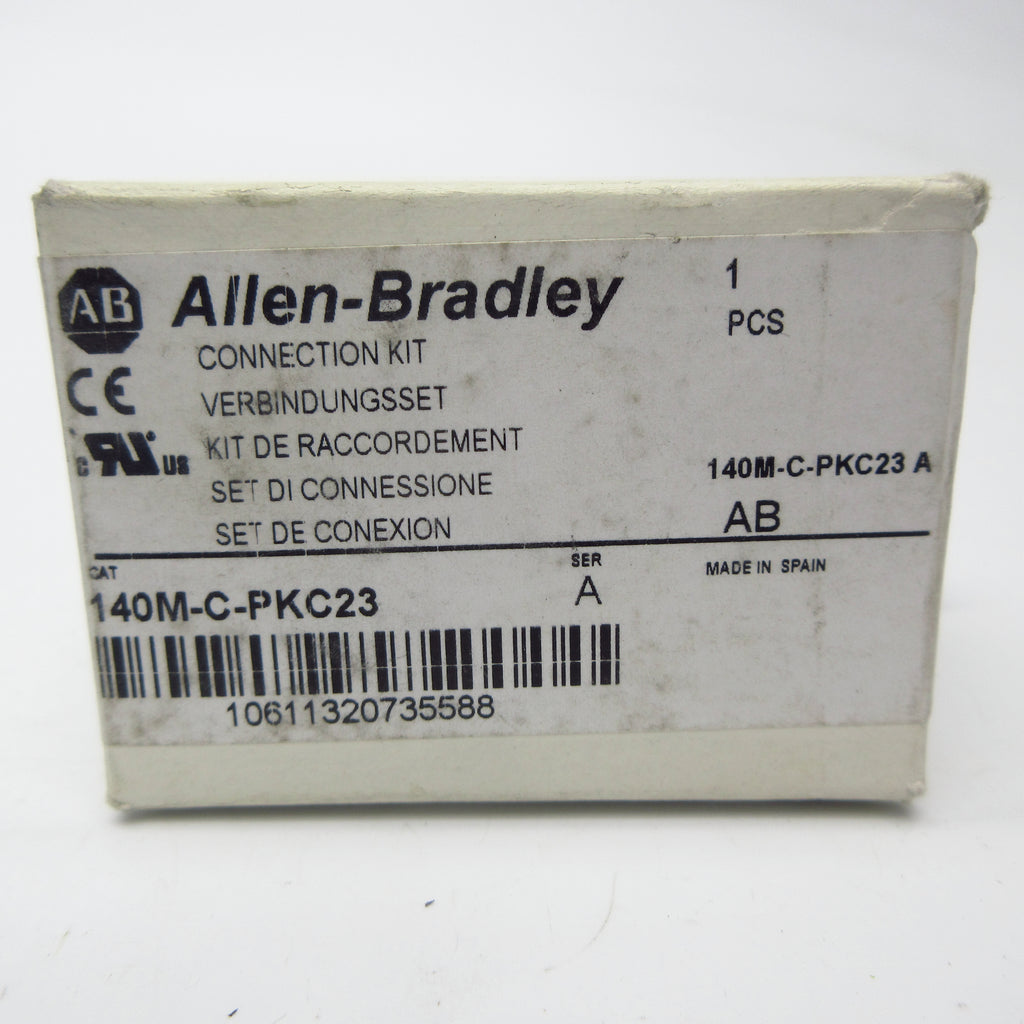 AB Allen-Bradley
1
PCS
CONNECTION KIT
CE
VERBINDUNGSSET
c RU US
KIT DE RACCORDEMENT
SET DI CONNESSIONE
SET DE CONEXION
140M-C-PKC23 A
AB
CAT
140M-C-PKC23
SER
A
MADE IN SPAIN
10611320735588